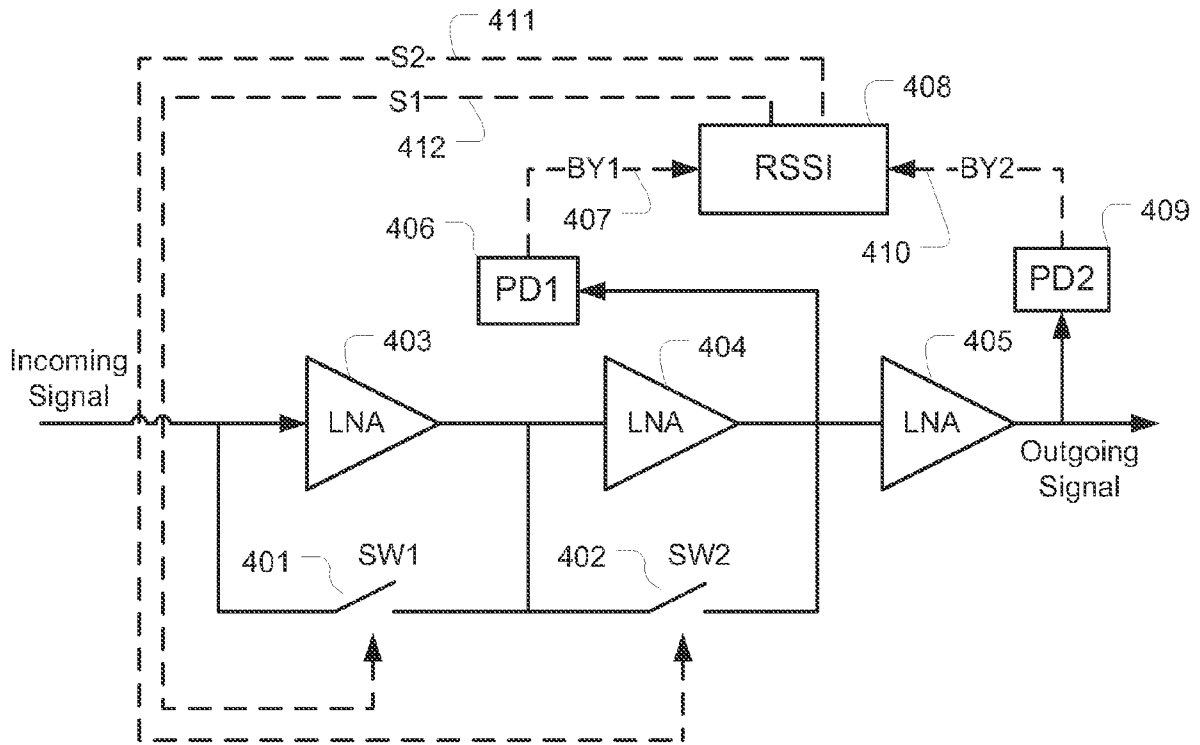 411
S2
S1
412
408
RSSI
BY1
BY2
407
410
406
409
PD1
PD2
403
404
405
Incoming
Signal
LNA
LNA
LNA
Outgoing
Signal
401
SW1
402
SW2